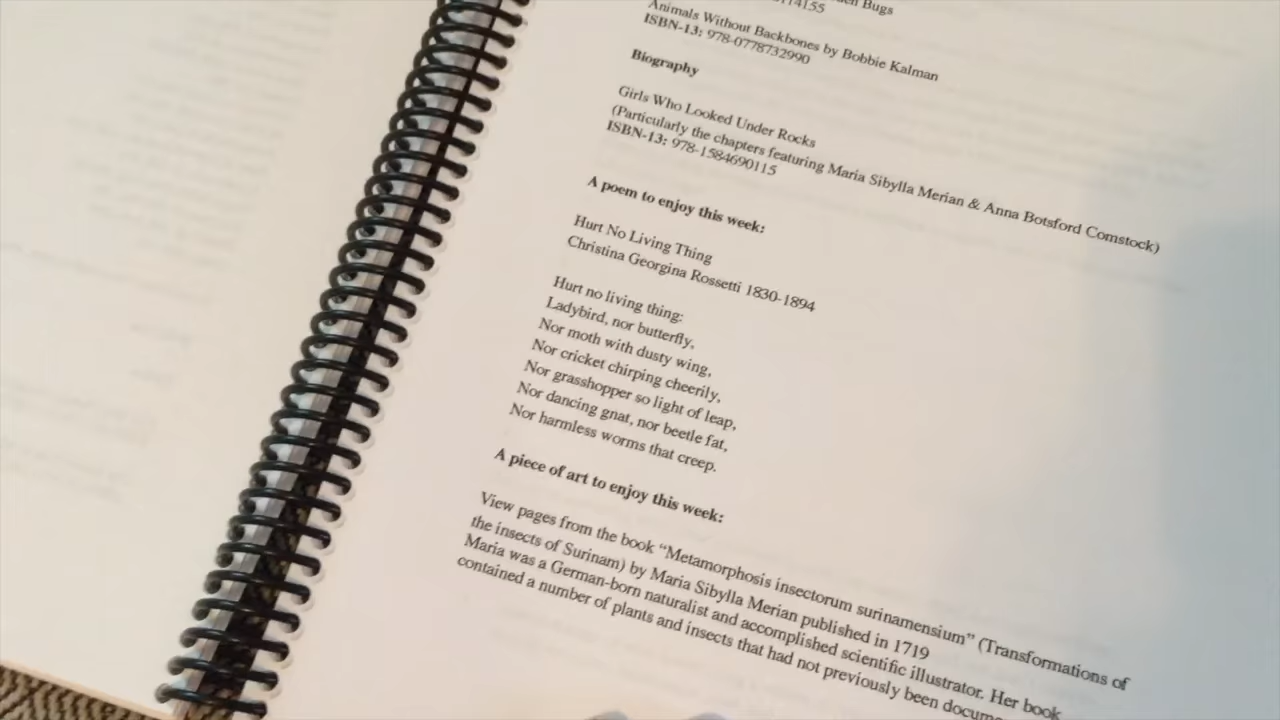 Bugs
14155
Animals Without Backbones by Bobbie Kalman
ISBN-13: 978-0778732990
Biography
Girls Who Looked Under Rocks
(Particularly the chapters featuring Maria Sibylla Merian & Anna Botsford Comstock)
ISBN-13: 978-1584690115
A poem to enjoy this week:
Hurt No Living Thing
Christina Georgina Rossetti 1830-1894
Hurt no living thing:
Ladybird, nor butterfly,
Nor moth with dusty wing,
Nor cricket chirping cheerily,
Nor grasshopper so light of leap,
Nor dancing gnat, nor beetle fat,
Nor harmless worms that creep.
A piece of art to enjoy this week:
View pages from the book “Metamorphosis insectorum surinamensium” (Transformations of
the insects of Surinam) by Maria Sibylla Merian published in 1719
Maria was a German-born naturalist and accomplished scientific illustrator. Her book
contained a number of plants and insects that had not previously been docume